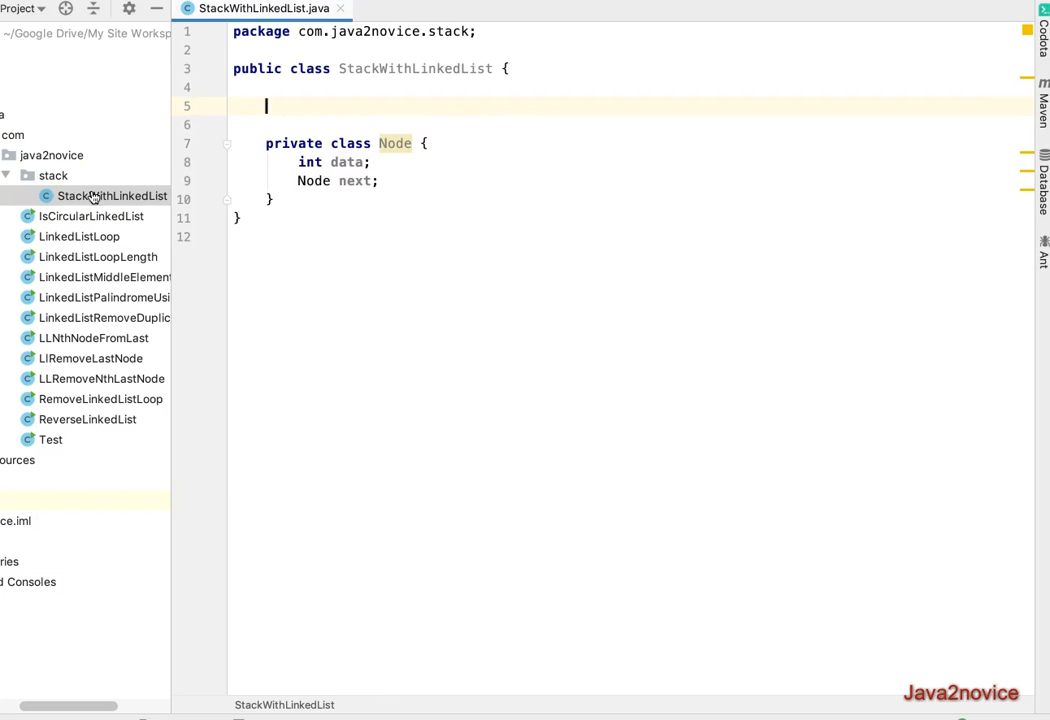 Project
StackWithLinkedList.java
~/Google Drive/My Site Worksp
a
com
java2novice
stack
StackWithLinkedList
IsCircularLinkedList
LinkedListLoop
LinkedListLoopLength
LinkedListMiddleElement
LinkedListPalindromeUsi
LinkedListRemoveDuplic
LLNthNodeFromLast
LlRemoveLastNode
LLRemoveNthLastNode
RemoveLinkedListLoop
ReverseLinkedList
Test
ources
ce.iml
ries
d Consoles
1 package com.java2novice.stack;
2
3 public class StackWithLinkedList {
4
5
6
7 private class Node {
8 int data;
9 Node next;
10 }
11 }
12
StackWithLinkedList
Codota
m
Maven
Database
Ant
Java2novice